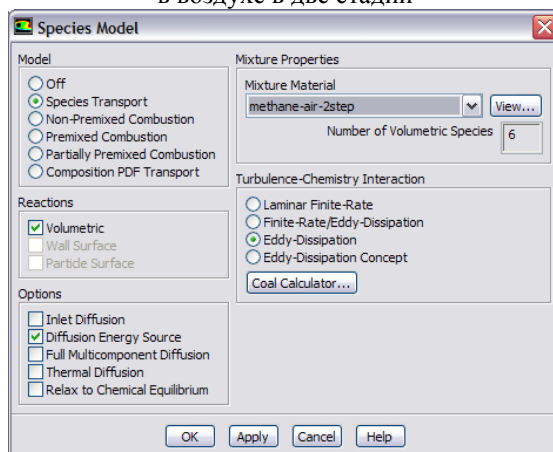 в воздухе в две стадии
Species Model
Model
Off
Species Transport
Non-Premixed Combustion
Premixed Combustion
Partially Premixed Combustion
Composition PDF Transport
Reactions
Volumetric
Wall Surface
Particle Surface
Options
Inlet Diffusion
Diffusion Energy Source
Full Multicomponent Diffusion
Thermal Diffusion
Relax to Chemical Equilibrium
Mixture Properties
Mixture Material
methane-air-2step
View...
Number of Volumetric Species 6
Turbulence-Chemistry Interaction
Laminar Finite-Rate
Finite-Rate/Eddy-Dissipation
Eddy-Dissipation
Eddy-Dissipation Concept
Coal Calculator...
OK Apply Cancel Help